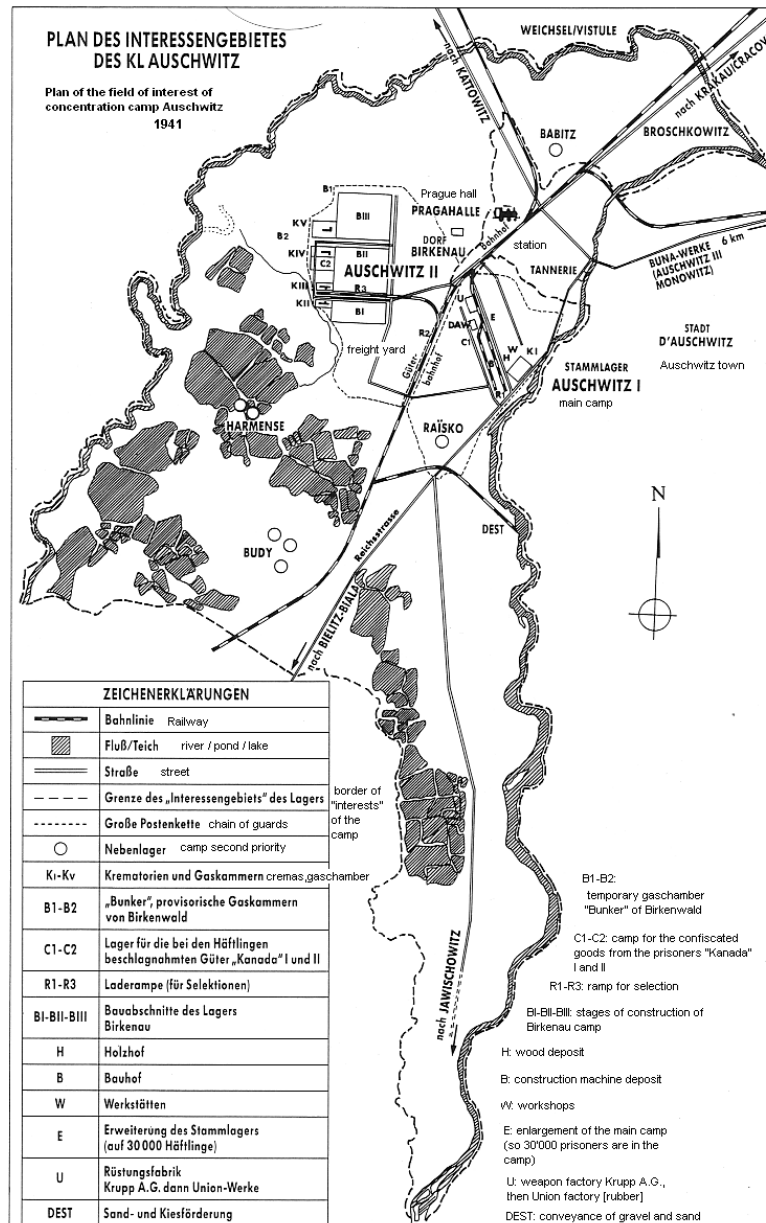 PLAN DES INTERESSENGEBIETES
DES KL AUSCHWITZ
Plan of the field of interest of
concentration camp Auschwitz
1941
WEICHSEL/VISTULE
nach KATTOWITZ
nach KRAKAU/CRACOV
BABITZ
BROSCHKOWITZ
B1
Prague hall
PRAGAHALLE
KV
BIII
B2
DORF
BIRKENAU
Bahnhof
station
KIV
BII
C2
AUSCHWITZ II
TANNERIE
BUNA-WERKE 6 km
(AUSCHWITZ III
MONOWITZ)
KIII
R3
KII
BI
U
E
DAW
C1
R2
W
H
KI
B
R1
freight yard
Güter-
bahnhof
STADT
D'AUSCHWITZ
Auschwitz town
STAMMLAGER
AUSCHWITZ I
main camp
HARMENSE
RAÏSKO
N
DEST
BUDY
Reichsstrasse
nach BIELITZ-BIALA
nach JAWISCHOWITZ
ZEICHENERKLÄRUNGEN
Bahnlinie Railway
Fluß/Teich river / pond / lake
Straße street
Grenze des „Interessengebiets" des Lagers
border of
"interests"
of the
camp
Große Postenkette chain of guards
Nebenlager camp second priority
KI-KV Krematorien und Gaskammern cremas, gaschamber
B1-B2 „Bunker", provisorische Gaskammern
von Birkenwald
C1-C2 Lager für die bei den Häftlingen
beschlagnahmten Güter „Kanada" I und II
R1-R3 Laderampe (für Selektionen)
BI-BII-BIII Bauabschnitte des Lagers
Birkenau
H Holzhof
B Bauhof
W Werkstätten
E Erweiterung des Stammlagers
(auf 30 000 Häftlinge)
U Rüstungsfabrik
Krupp A.G. dann Union-Werke
DEST Sand- und Kiesförderung
B1-B2:
temporary gaschamber
"Bunker" of Birkenwald
C1-C2: camp for the confiscated
goods from the prisoners "Kanada"
I and II
R1-R3: ramp for selection
BI-BII-BIII: stages of construction of
Birkenau camp
H: wood deposit
B: construction machine deposit
W: workshops
E: enlargement of the main camp
(so 30'000 prisoners are in the
camp)
U: weapon factory Krupp A.G.,
then Union factory [rubber]
DEST: conveyance of gravel and sand